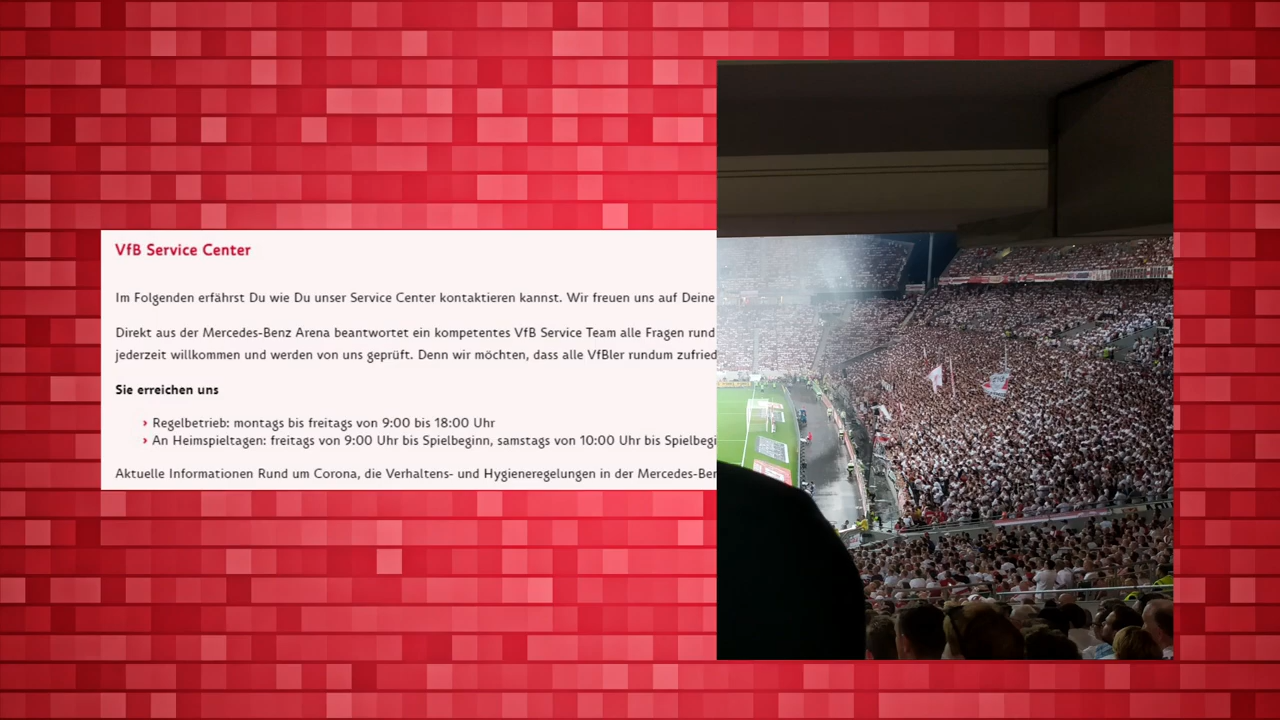 VfB Service Center
Im Folgenden erfährst Du wie Du unser Service Center kontaktieren kannst. Wir freuen uns auf Deine
Direkt aus der Mercedes-Benz Arena beantwortet ein kompetentes VfB Service Team alle Fragen rund
jederzeit willkommen und werden von uns geprüft. Denn wir möchten, dass alle VfBler rundum zufried
Sie erreichen uns
› Regelbetrieb: montags bis freitags von 9:00 bis 18:00 Uhr
› An Heimspieltagen: freitags von 9:00 Uhr bis Spielbeginn, samstags von 10:00 Uhr bis Spielbegi
Aktuelle Informationen Rund um Corona, die Verhaltens- und Hygieneregelungen in der Mercedes-Ben